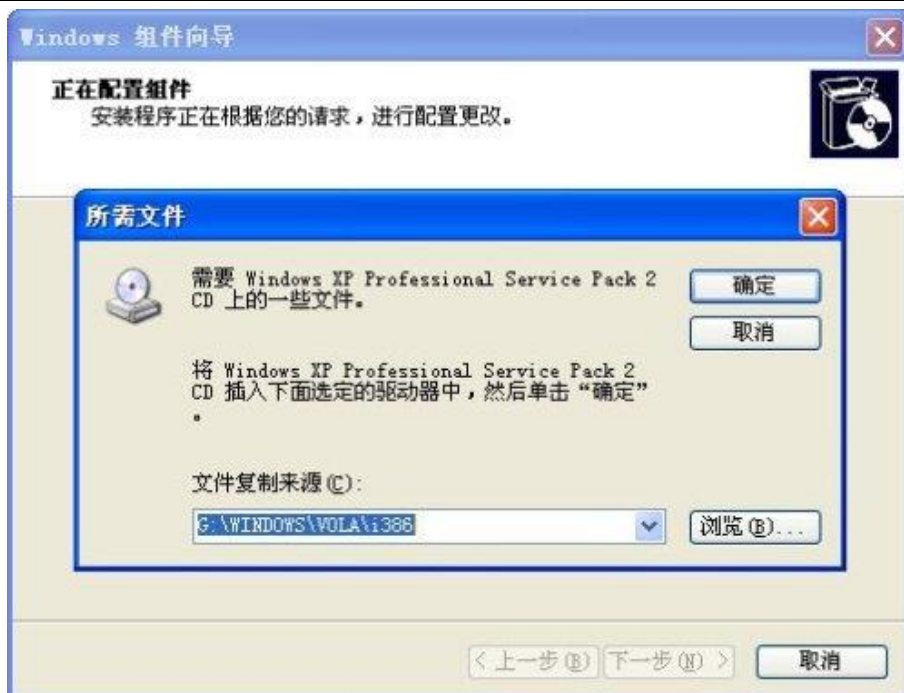 Windows 组件向导
正在配置组件
安装程序正在根据您的请求，进行配置更改。
所需文件
需要 Windows XP Professional Service Pack 2
CD 上的一些文件。
确定
取消
将 Windows XP Professional Service Pack 2
CD 插入下面选定的驱动器中，然后单击“确定”
。
文件复制来源(C):
G:\WINDOWS\VOLA\i386
浏览(B)...
< 上一步(B)
下一步(N) >
取消